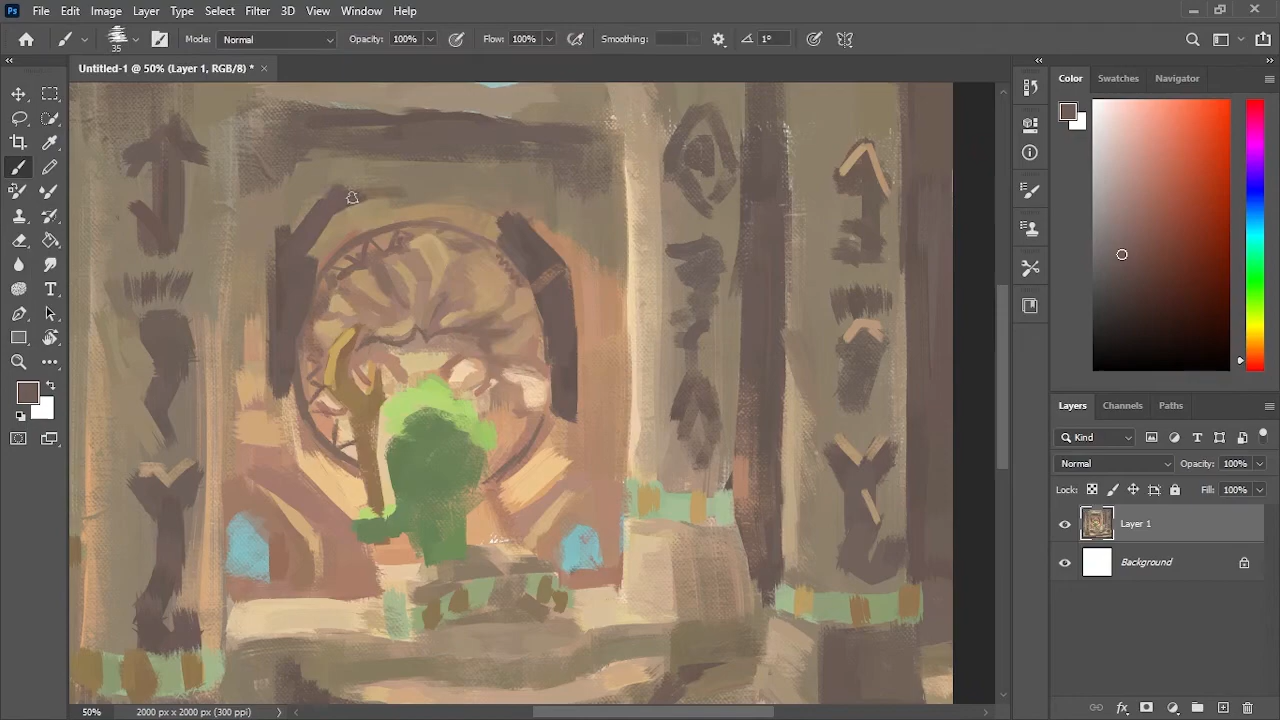 Ps File Edit Image Layer Type Select Filter 3D View Window Help
35 Mode: Normal Opacity: 100% Flow: 100% Smoothing: 1°
Untitled-1 @ 50% (Layer 1, RGB/8) * ×
Color Swatches Navigator
Layers Channels Paths
Kind
Normal Opacity: 100%
Lock: Fill: 100%
Layer 1
Background
50% 2000 px x 2000 px (300 ppi)